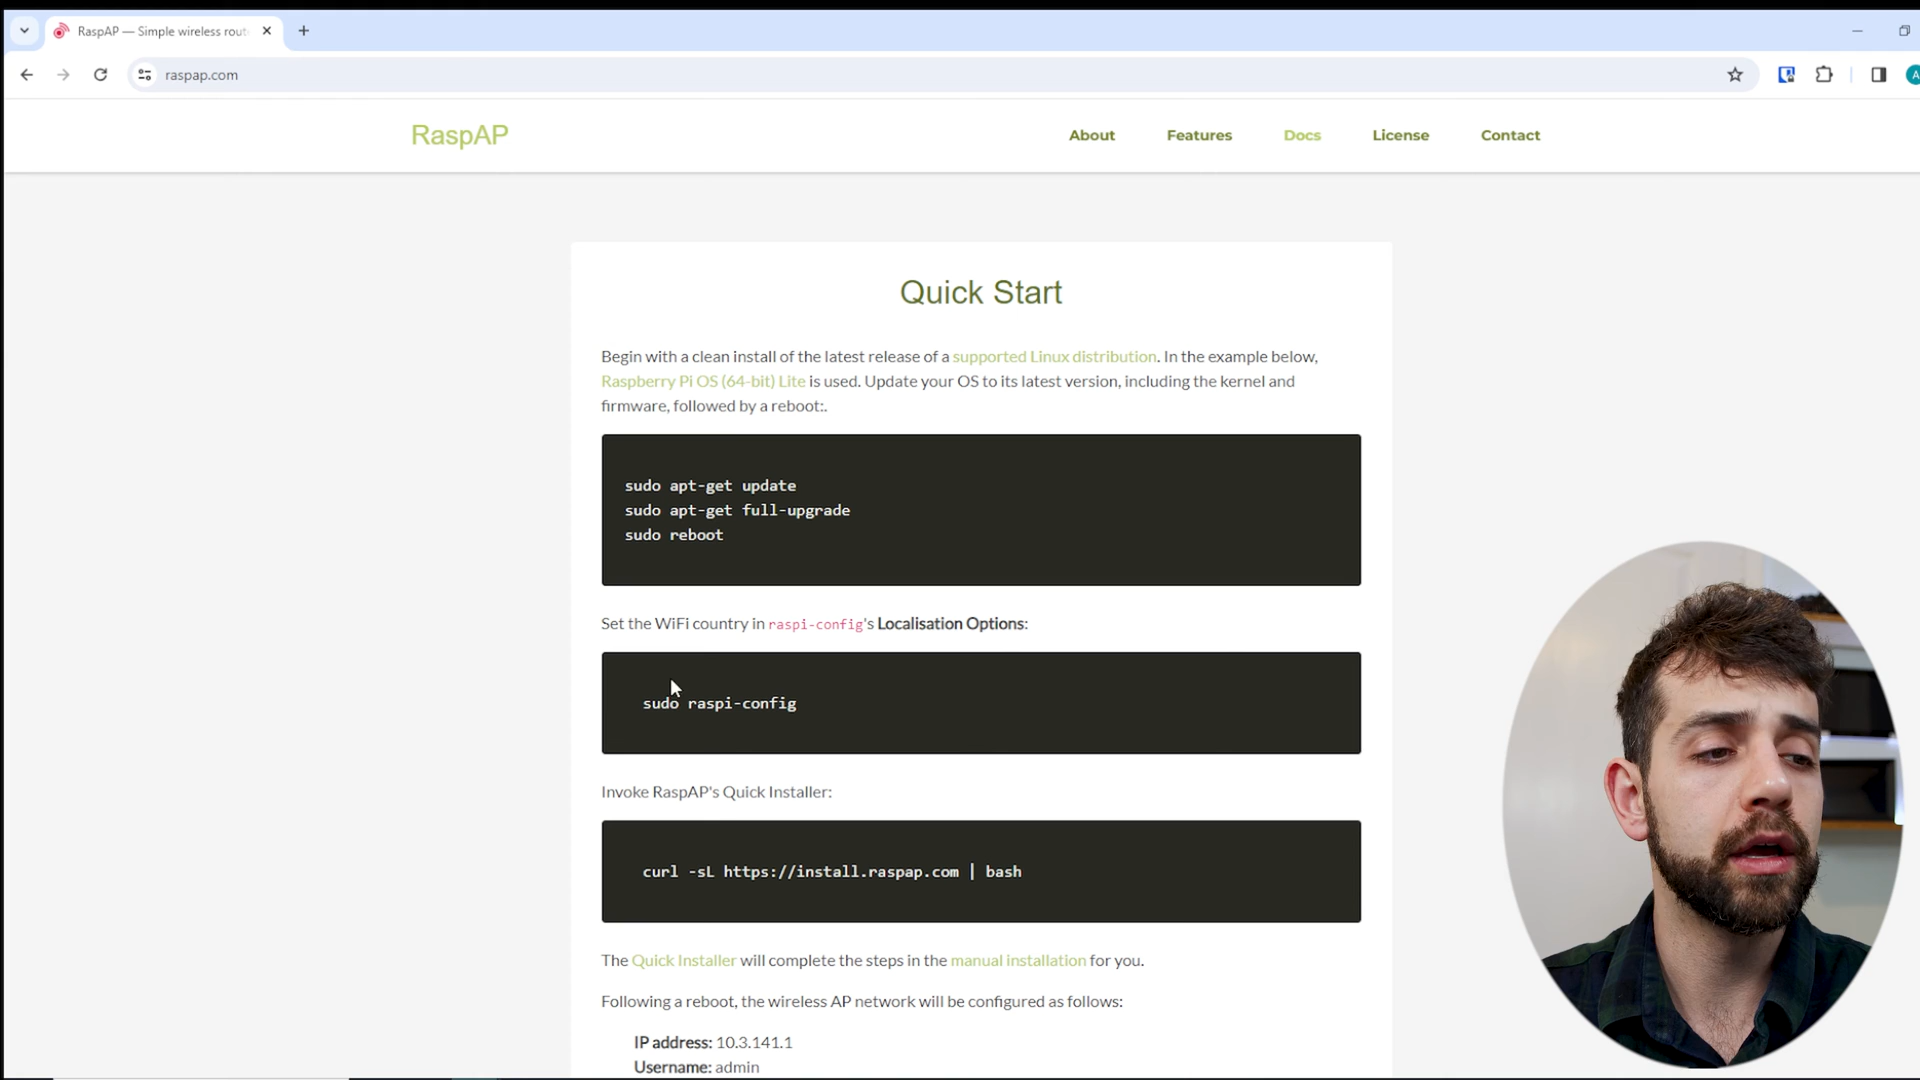 RaspAP — Simple wireless rout
raspap.com
A
RaspAP
About Features Docs License Contact
Quick Start
Begin with a clean install of the latest release of a supported Linux distribution. In the example below,
Raspberry Pi OS (64-bit) Lite is used. Update your OS to its latest version, including the kernel and
firmware, followed by a reboot:.
sudo apt-get update
sudo apt-get full-upgrade
sudo reboot
Set the WiFi country in raspi-config's Localisation Options:
sudo raspi-config
Invoke RaspAP's Quick Installer:
curl -sL https://install.raspap.com | bash
The Quick Installer will complete the steps in the manual installation for you.
Following a reboot, the wireless AP network will be configured as follows:
IP address: 10.3.141.1
Username: admin